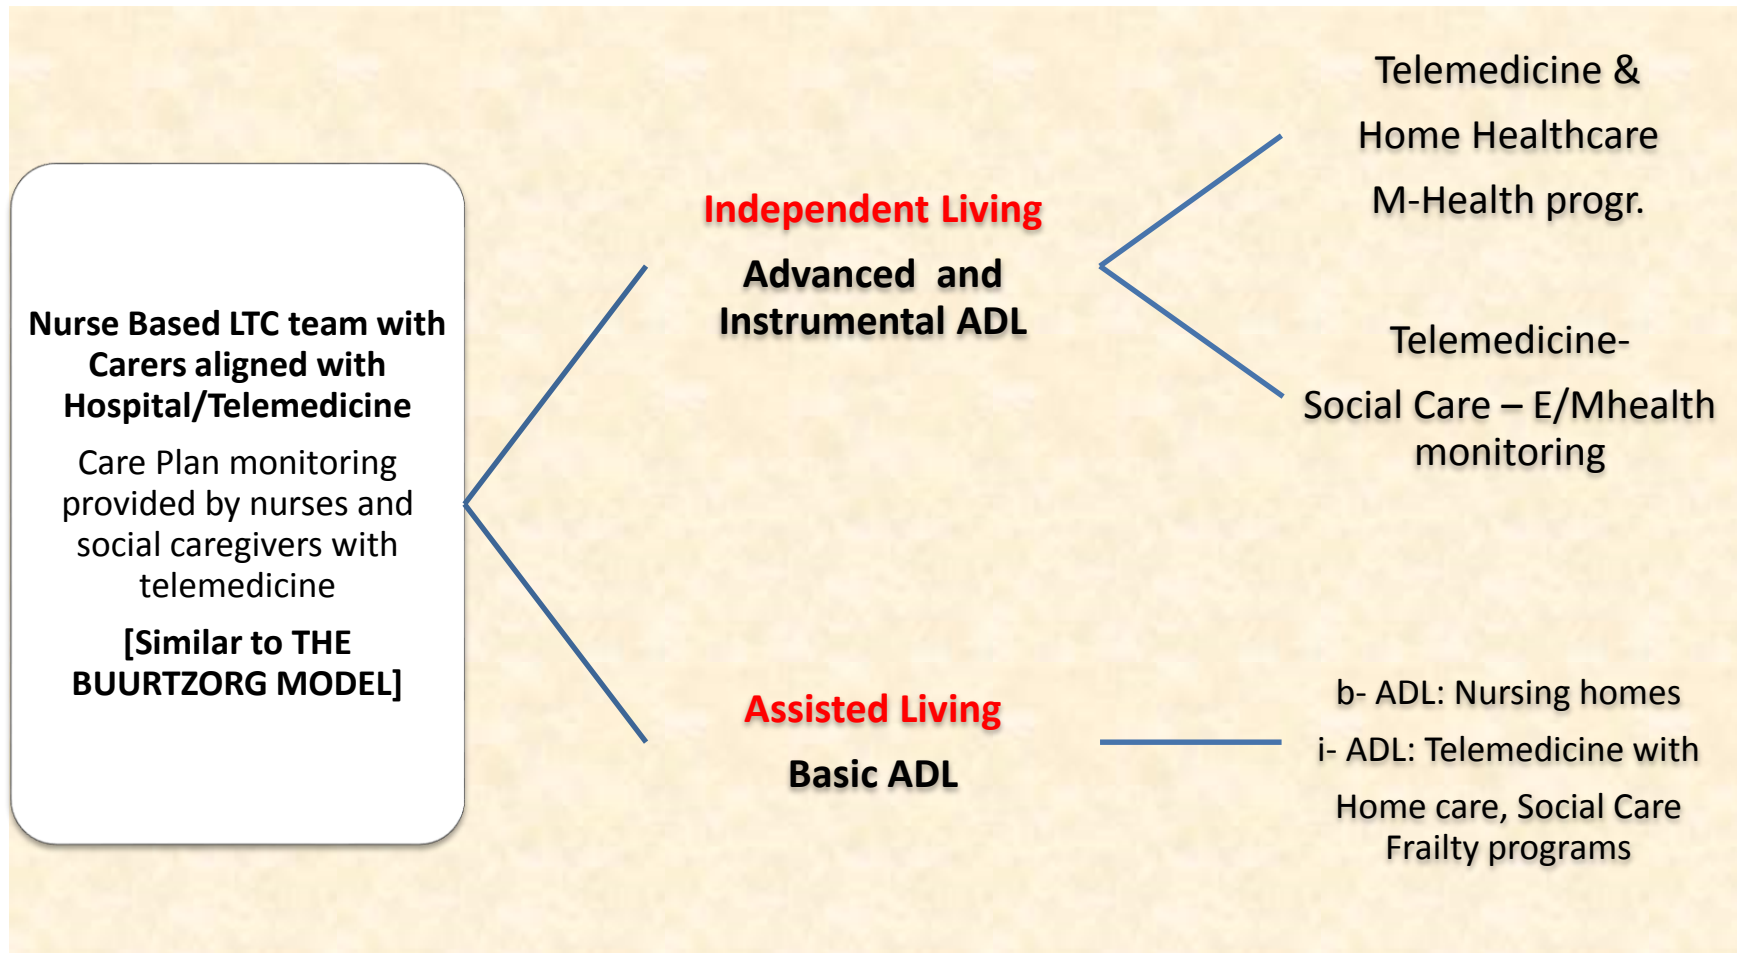 Nurse Based LTC team with
Carers aligned with
Hospital/Telemedicine
Care Plan monitoring
provided by nurses and
social caregivers with
telemedicine
[Similar to THE
BUURTZORG MODEL]
Independent Living
Advanced and
Instrumental ADL
Telemedicine &
Home Healthcare
M-Health progr.
Telemedicine-
Social Care – E/Mhealth
monitoring
Assisted Living
Basic ADL
b- ADL: Nursing homes
i- ADL: Telemedicine with
Home care, Social Care
Frailty programs